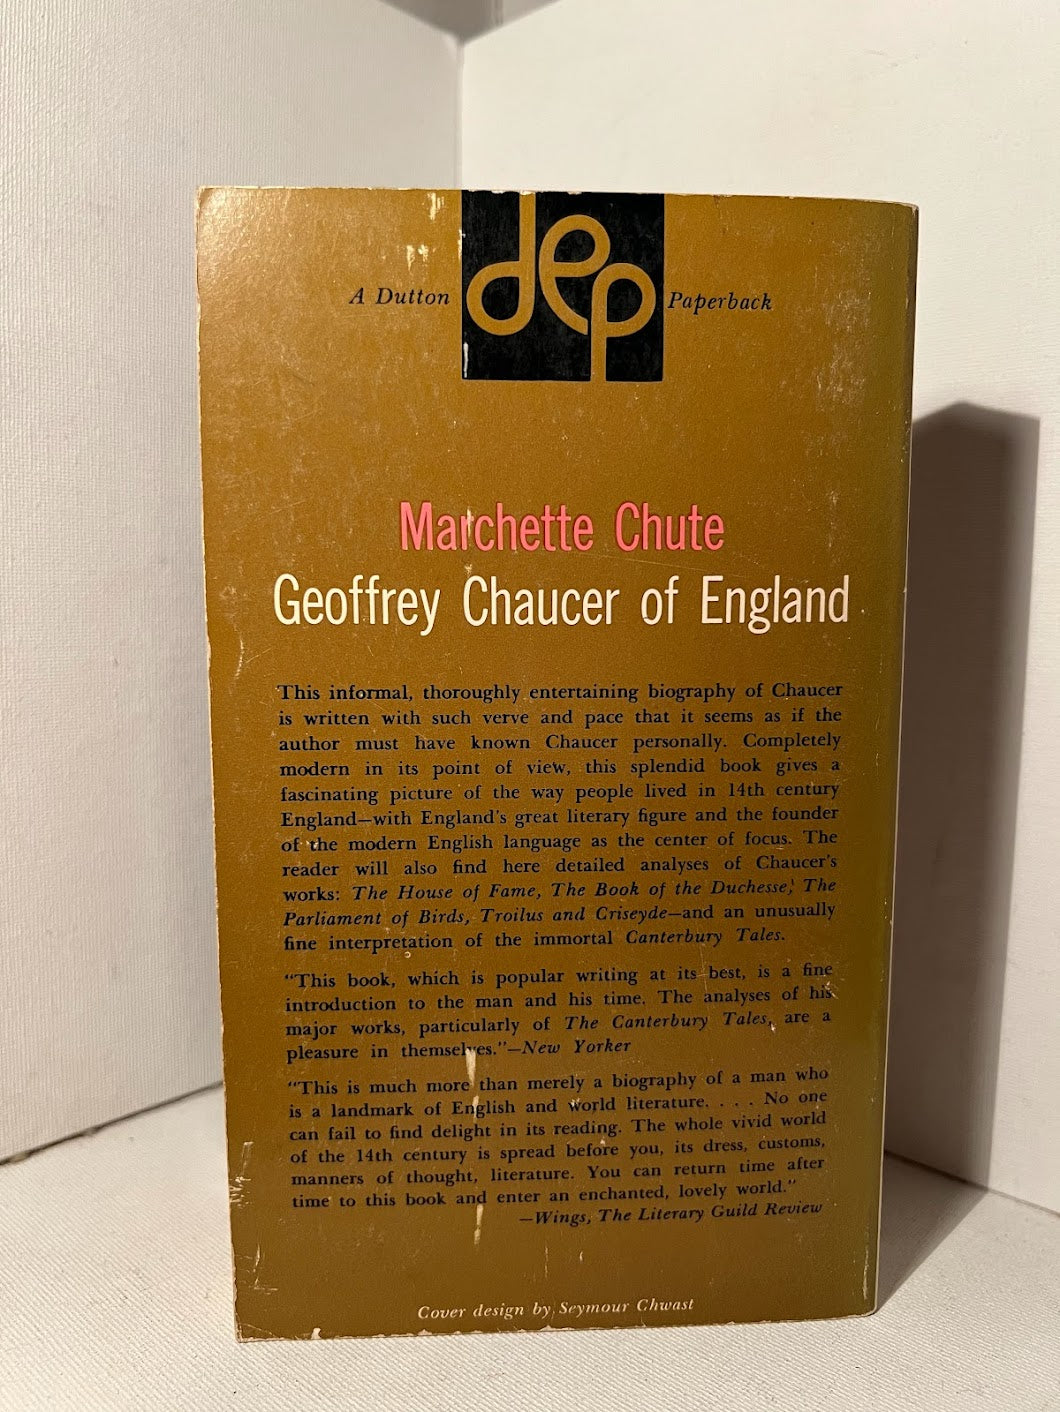 dep
A Dutton
Paperback
Marchette Chute
Geoffrey Chaucer of England
This informal, thoroughly entertaining biography of Chaucer
is written with such verve and pace that it seems as if the
author must have known Chaucer personally. Completely
modern in its point of view, this splendid book gives a
fascinating picture of the way people lived in 14th century
England—with England's great literary figure and the founder
of the modern English language as the center of focus. The
reader will also find here detailed analyses of Chaucer's
works: The House of Fame, The Book of the Duchesse, The
Parliament of Birds, Troilus and Criseyde—and an unusually
fine interpretation of the immortal Canterbury Tales.
"This book, which is popular writing at its best, is a fine
introduction to the man and his time. The analyses of his
major works, particularly of The Canterbury Tales, are a
pleasure in themselves."—New Yorker
"This is much more than merely a biography of a man who
is a landmark of English and world literature. . . . No one
can fail to find delight in its reading. The whole vivid world
of the 14th century is spread before you, its dress, customs,
manners of thought, literature. You can return time after
time to this book and enter an enchanted, lovely world."
—Wings, The Literary Guild Review
Cover design by Seymour Chwast